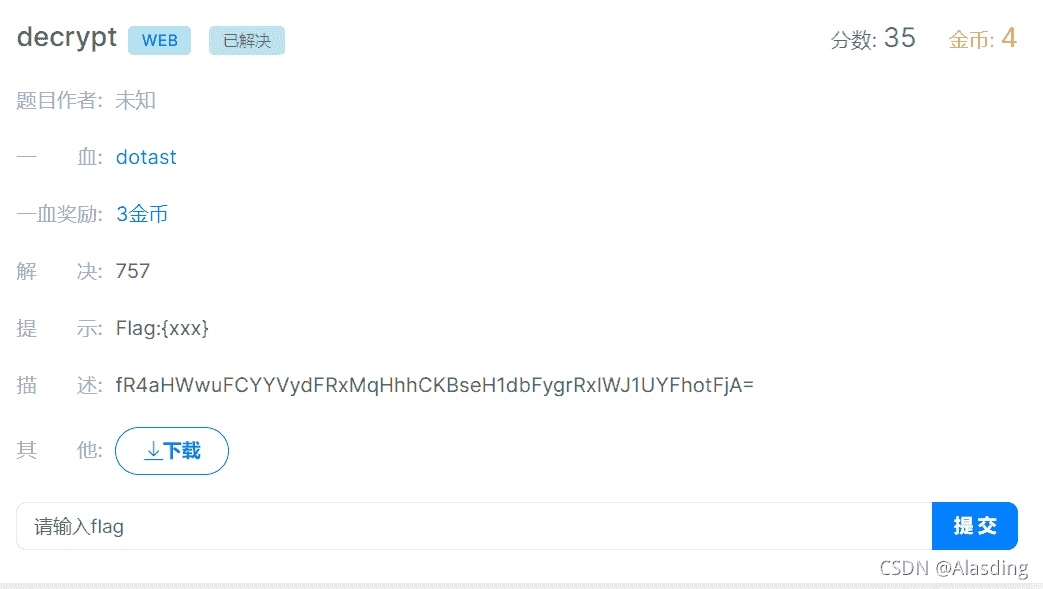 decrypt WEB 已解决 分数: 35 金币: 4
题目作者: 未知
一 血: dotast
一血奖励: 3金币
解 决: 757
提 示: Flag:{xxx}
描 述: fR4aHWwuFCYYVydFRxMqHhhCKBseH1dbFygrRxIWJ1UYFhotFjA=
其 他: 下载
请输入flag 提交
CSDN @Alasding